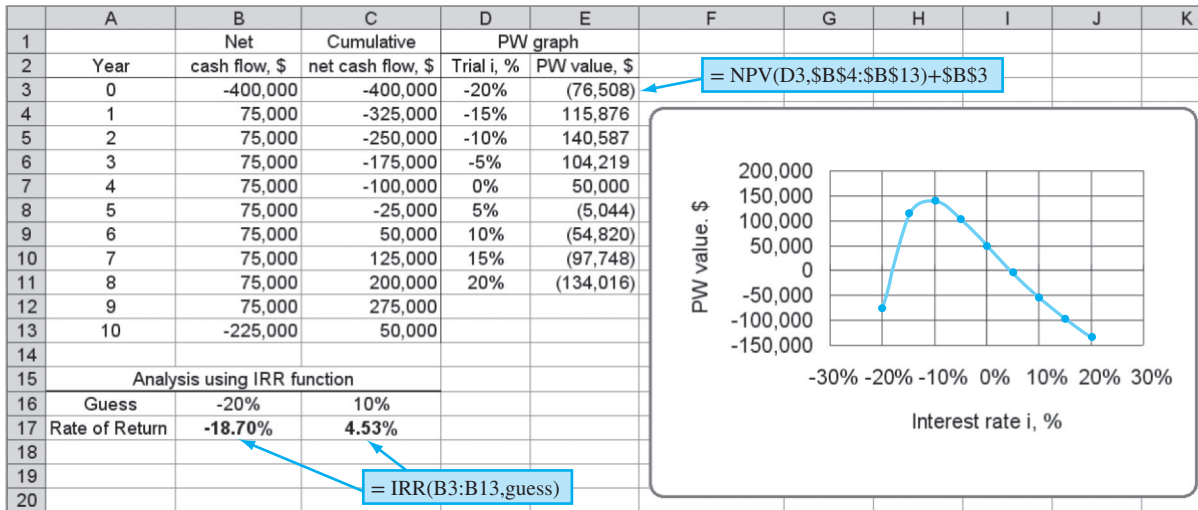 A B C D E F G H I J K
1 Net Cumulative PW graph
2 Year cash flow, $ net cash flow, $ Trial i, % PW value, $
3 0 -400,000 -400,000 -20% (76,508)
4 1 75,000 -325,000 -15% 115,876
5 2 75,000 -250,000 -10% 140,587
6 3 75,000 -175,000 -5% 104,219
7 4 75,000 -100,000 0% 50,000
8 5 75,000 -25,000 5% (5,044)
9 6 75,000 50,000 10% (54,820)
10 7 75,000 125,000 15% (97,748)
11 8 75,000 200,000 20% (134,016)
12 9 75,000 275,000
13 10 -225,000 50,000
14
15 Analysis using IRR function
16 Guess -20% 10%
17 Rate of Return -18.70% 4.53%
18
19
20
= NPV(D3,$B$4:$B$13)+$B$3
= IRR(B3:B13,guess)
PW value. $
200,000
150,000
100,000
50,000
0
-50,000
-100,000
-150,000
-30% -20% -10% 0% 10% 20% 30%
Interest rate i, %